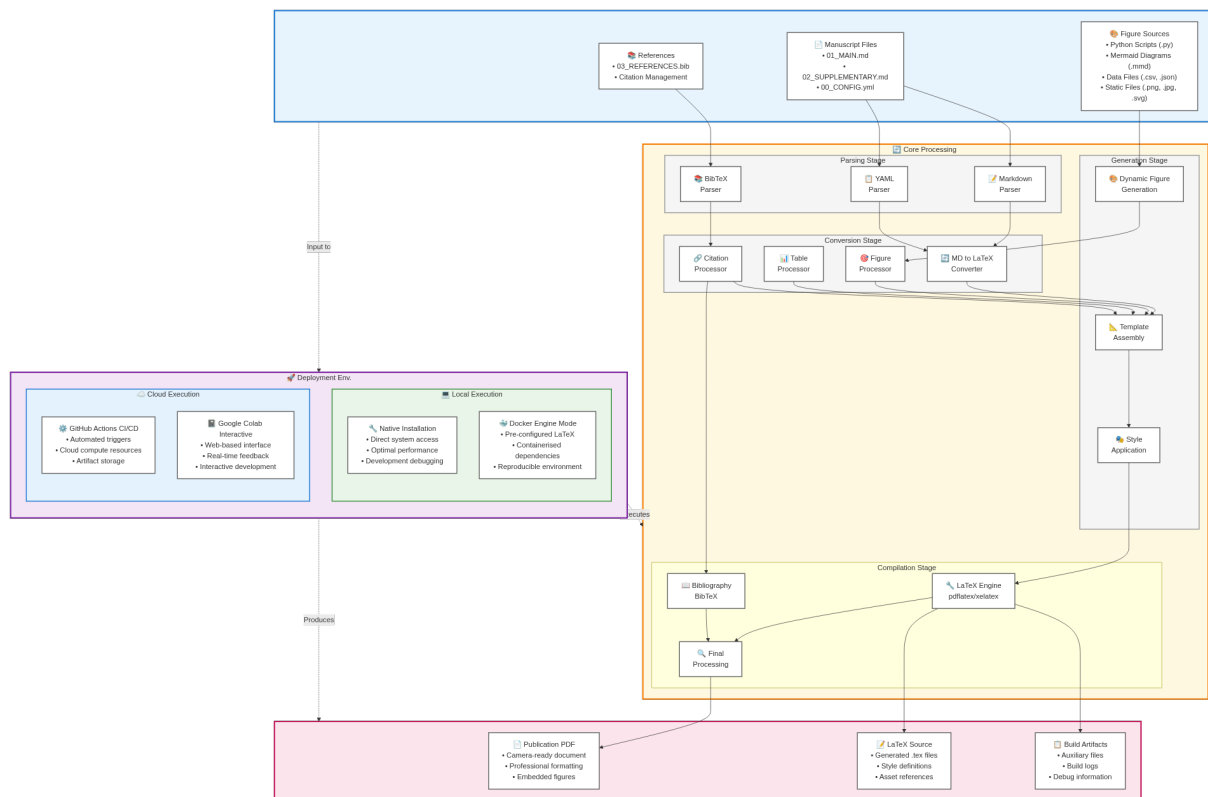 📚 References
• 03_REFERENCES.bib
• Citation Management
📄 Manuscript Files
• 01_MAIN.md
•
02_SUPPLEMENTARY.md
• 00_CONFIG.yml
🎨 Figure Sources
• Python Scripts (.py)
• Mermaid Diagrams
(.mmd)
• Data Files (.csv, .json)
• Static Files (.png, .jpg,
.svg)
🔄 Core Processing
Parsing Stage
📚 BibTeX
Parser
📋 YAML
Parser
📝 Markdown
Parser
Generation Stage
🎨 Dynamic Figure
Generation
Input to
Conversion Stage
🔗 Citation
Processor
📊 Table
Processor
🎯 Figure
Processor
🔄 MD to LaTeX
Converter
📐 Template
Assembly
🎭 Style
Application
🚀 Deployment Env.
☁️ Cloud Execution
⚙️ GitHub Actions CI/CD
• Automated triggers
• Cloud compute resources
• Artifact storage
📓 Google Colab
Interactive
• Web-based interface
• Real-time feedback
• Interactive development
💻 Local Execution
🔧 Native Installation
• Direct system access
• Optimal performance
• Development debugging
🐳 Docker Engine Mode
• Pre-configured LaTeX
• Containerised
dependencies
• Reproducible environment
ecutes
Compilation Stage
📖 Bibliography
BibTeX
🔧 LaTeX Engine
pdflatex/xelatex
🔍 Final
Processing
Produces
📄 Publication PDF
• Camera-ready document
• Professional formatting
• Embedded figures
📝 LaTeX Source
• Generated .tex files
• Style definitions
• Asset references
📋 Build Artifacts
• Auxiliary files
• Build logs
• Debug information